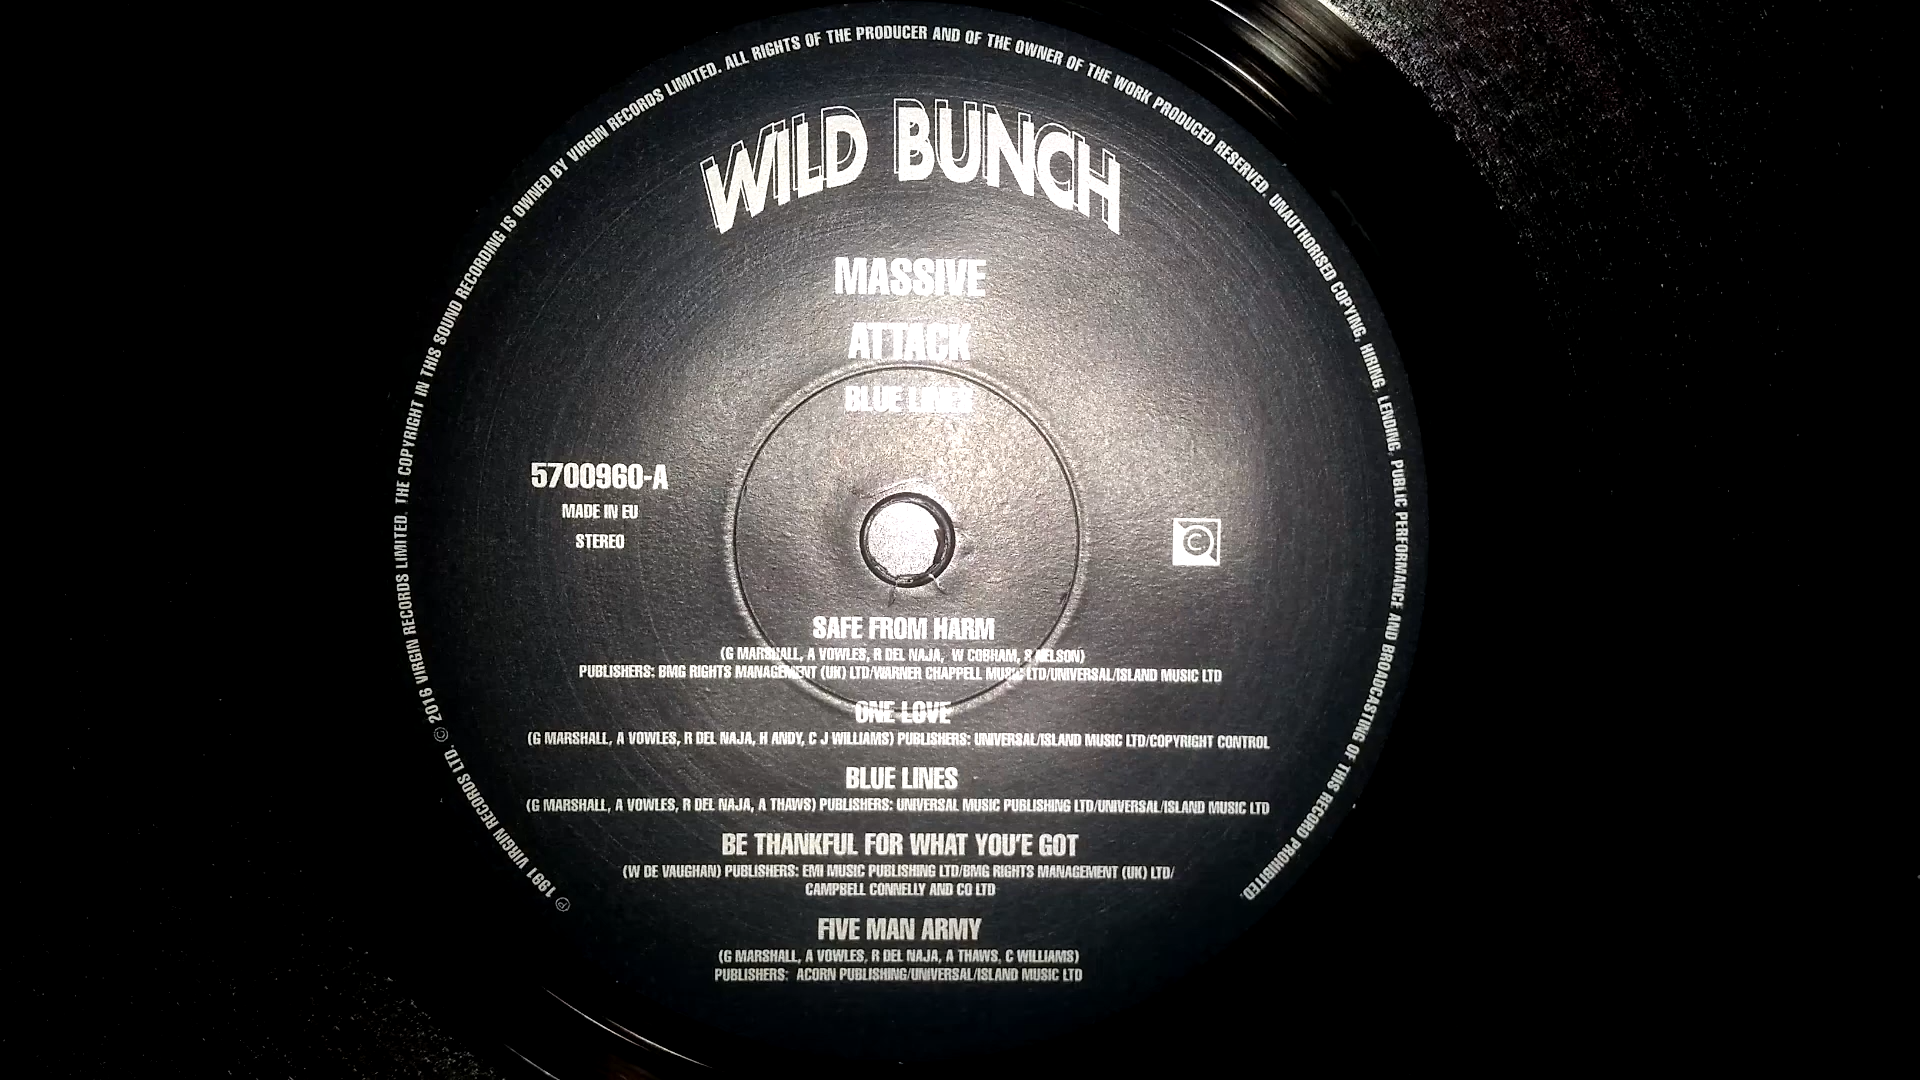 ℗ 1991 VIRGIN RECORDS LTD. © 2016 VIRGIN RECORDS LIMITED. THE COPYRIGHT IN THIS SOUND RECORDING IS OWNED BY VIRGIN RECORDS LIMITED. ALL RIGHTS OF THE PRODUCER AND OF THE OWNER OF THE WORK PRODUCED RESERVED. UNAUTHORISED COPYING, HIRING, LENDING, PUBLIC PERFORMANCE AND BROADCASTING OF THIS RECORD PROHIBITED.
WILD BUNCH
MASSIVE
ATTACK
BLUE LINES
5700960-A
MADE IN EU
STEREO
C
SAFE FROM HARM
(G MARSHALL, A VOWLES, R DEL NAJA, W COBHAM, S NELSON)
PUBLISHERS: BMG RIGHTS MANAGEMENT (UK) LTD/WARNER CHAPPELL MUSIC LTD/UNIVERSAL/ISLAND MUSIC LTD
ONE LOVE
(G MARSHALL, A VOWLES, R DEL NAJA, H ANDY, C J WILLIAMS) PUBLISHERS: UNIVERSAL/ISLAND MUSIC LTD/COPYRIGHT CONTROL
BLUE LINES
(G MARSHALL, A VOWLES, R DEL NAJA, A THAWS) PUBLISHERS: UNIVERSAL MUSIC PUBLISHING LTD/UNIVERSAL/ISLAND MUSIC LTD
BE THANKFUL FOR WHAT YOU'E GOT
(W DE VAUGHAN) PUBLISHERS: EMI MUSIC PUBLISHING LTD/BMG RIGHTS MANAGEMENT (UK) LTD/
CAMPBELL CONNELLY AND CO LTD
FIVE MAN ARMY
(G MARSHALL, A VOWLES, R DEL NAJA, A THAWS, C WILLIAMS)
PUBLISHERS: ACORN PUBLISHING/UNIVERSAL/ISLAND MUSIC LTD